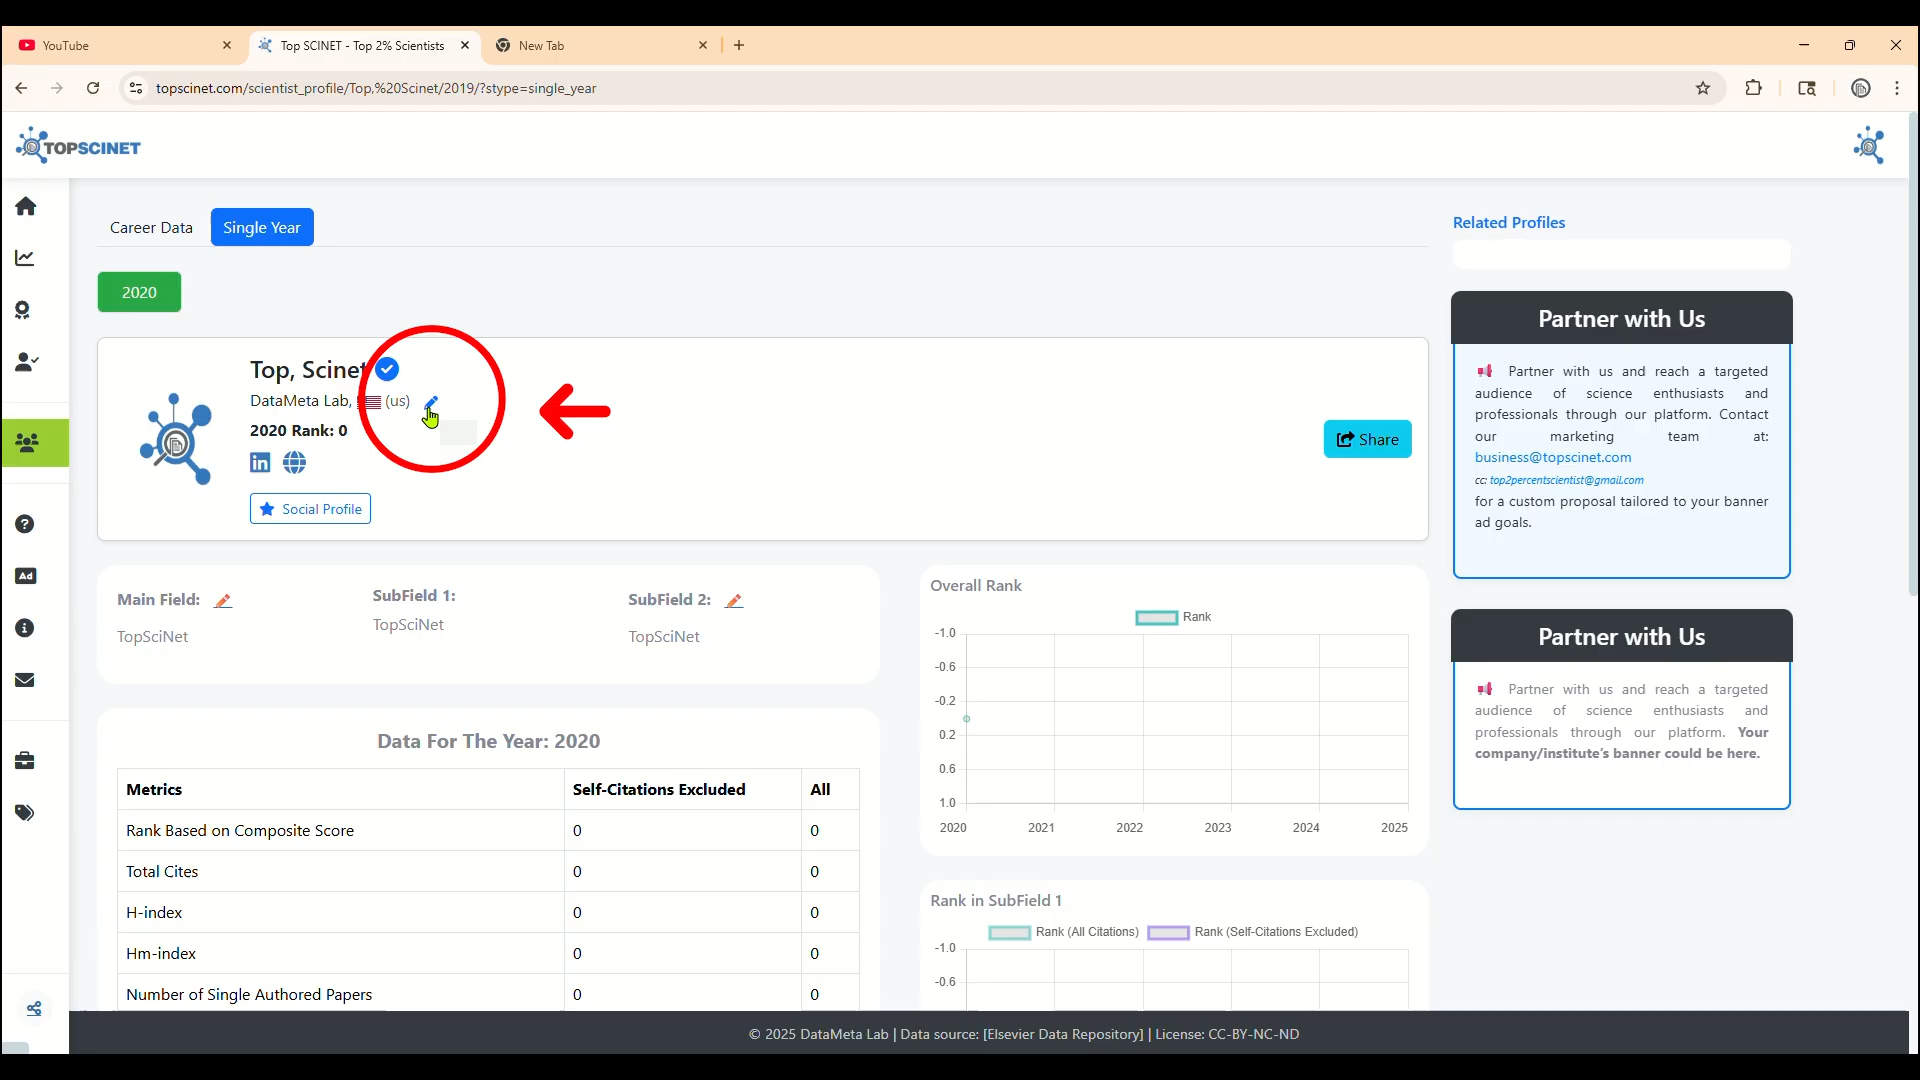 YouTube
Top SCINET - Top 2% Scientists
New Tab
topscinet.com/scientist_profile/Top,%20Scinet/2019/?stype=single_year
TOPSCINET
Career Data
Single Year
2020
Top, Scinet
DataMeta Lab, (us)
2020 Rank: 0
Social Profile
Share
Main Field:
TopSciNet
SubField 1:
TopSciNet
SubField 2:
TopSciNet
Data For The Year: 2020
Metrics Self-Citations Excluded All
Rank Based on Composite Score 0 0
Total Cites 0 0
H-index 0 0
Hm-index 0 0
Number of Single Authored Papers 0 0
Overall Rank
Rank
-1.0
-0.6
-0.2
0.2
0.6
1.0
2020 2021 2022 2023 2024 2025
Rank in SubField 1
Rank (All Citations) Rank (Self-Citations Excluded)
-1.0
-0.6
Related Profiles
Partner with Us
Partner with us and reach a targeted
audience of science enthusiasts and
professionals through our platform. Contact
our marketing team at:
business@topscinet.com
cc: top2percentscientist@gmail.com
for a custom proposal tailored to your banner
ad goals.
Partner with Us
Partner with us and reach a targeted
audience of science enthusiasts and
professionals through our platform. Your
company/institute's banner could be here.
Ad
© 2025 DataMeta Lab | Data source: [Elsevier Data Repository] | License: CC-BY-NC-ND